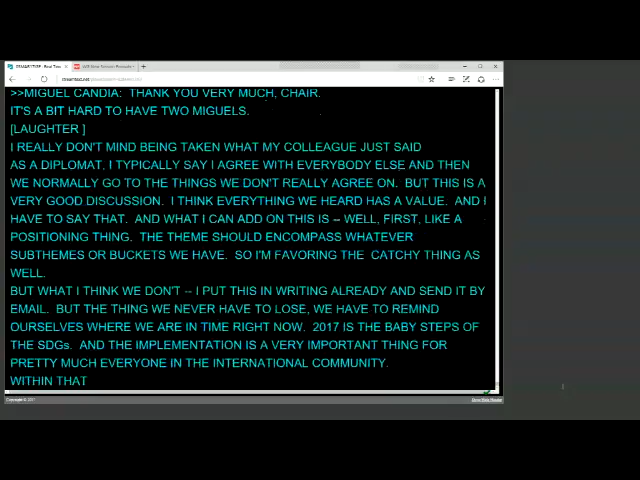 >>MIGUEL CANDIA:  THANK YOU VERY MUCH, CHAIR.
IT'S A BIT HARD TO HAVE TWO MIGUELS.
[LAUGHTER ]
I REALLY DON'T MIND BEING TAKEN WHAT MY COLLEAGUE JUST SAID
AS A DIPLOMAT, I TYPICALLY SAY I AGREE WITH EVERYBODY ELSE AND THEN
WE NORMALLY GO TO THE THINGS WE DON'T REALLY AGREE ON.  BUT THIS IS A
VERY GOOD DISCUSSION.  I THINK EVERYTHING WE HEARD HAS A VALUE.  AND I
HAVE TO SAY THAT.  AND WHAT I CAN ADD ON THIS IS -- WELL, FIRST, LIKE A
POSITIONING THING.  THE THEME SHOULD ENCOMPASS WHATEVER
SUBTHEMES OR BUCKETS WE HAVE.  SO I'M FAVORING THE  CATCHY THING AS
WELL.
BUT WHAT I THINK WE DON'T -- I PUT THIS IN WRITING ALREADY AND SEND IT BY
EMAIL.  BUT THE THING WE NEVER HAVE TO LOSE, WE HAVE TO REMIND
OURSELVES WHERE WE ARE IN TIME RIGHT NOW.  2017 IS THE BABY STEPS OF
THE SDGs.  AND THE IMPLEMENTATION IS A VERY IMPORTANT THING FOR
PRETTY MUCH EVERYONE IN THE INTERNATIONAL COMMUNITY.
WITHIN THAT